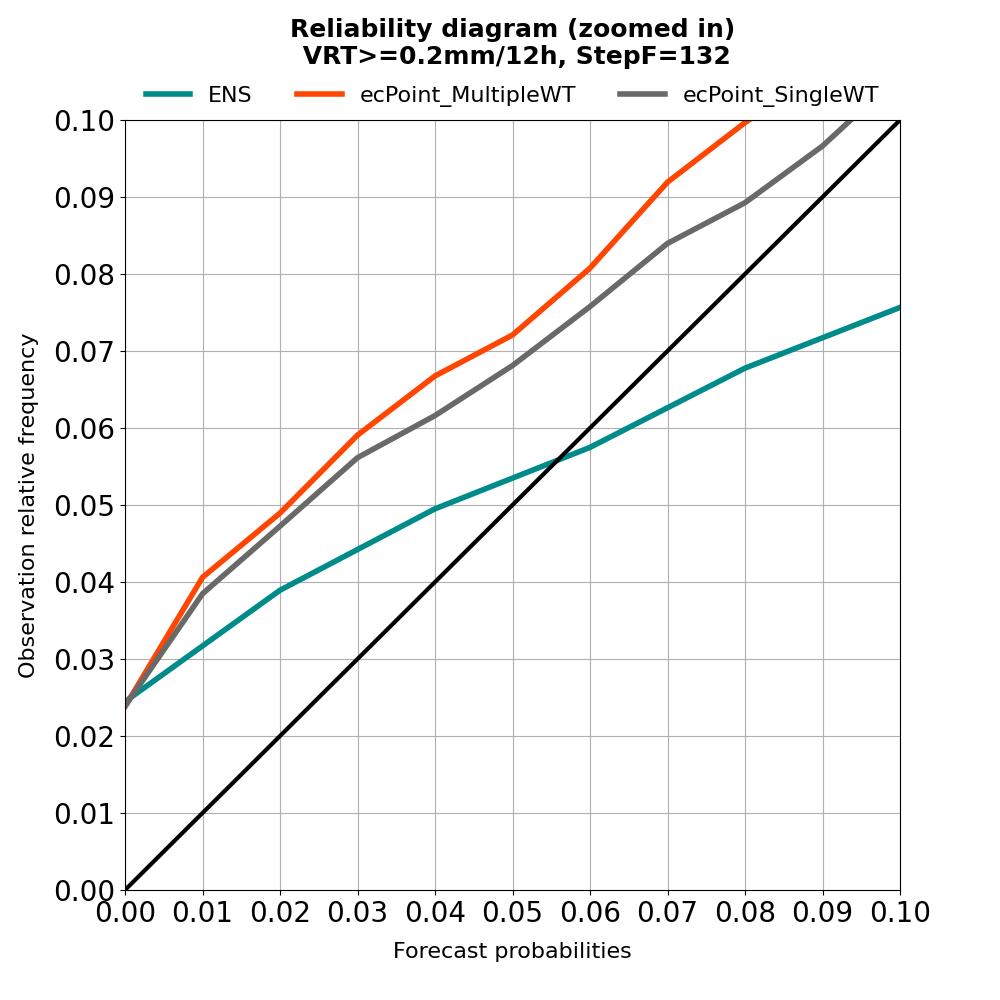 Reliability diagram (zoomed in)
VRT>=0.2mm/12h, StepF=132
ENS ecPoint_MultipleWT ecPoint_SingleWT
0.10
0.09
0.08
0.07
0.06
0.05
0.04
0.03
0.02
0.01
0.00
Observation relative frequency
0.00 0.01 0.02 0.03 0.04 0.05 0.06 0.07 0.08 0.09 0.10
Forecast probabilities